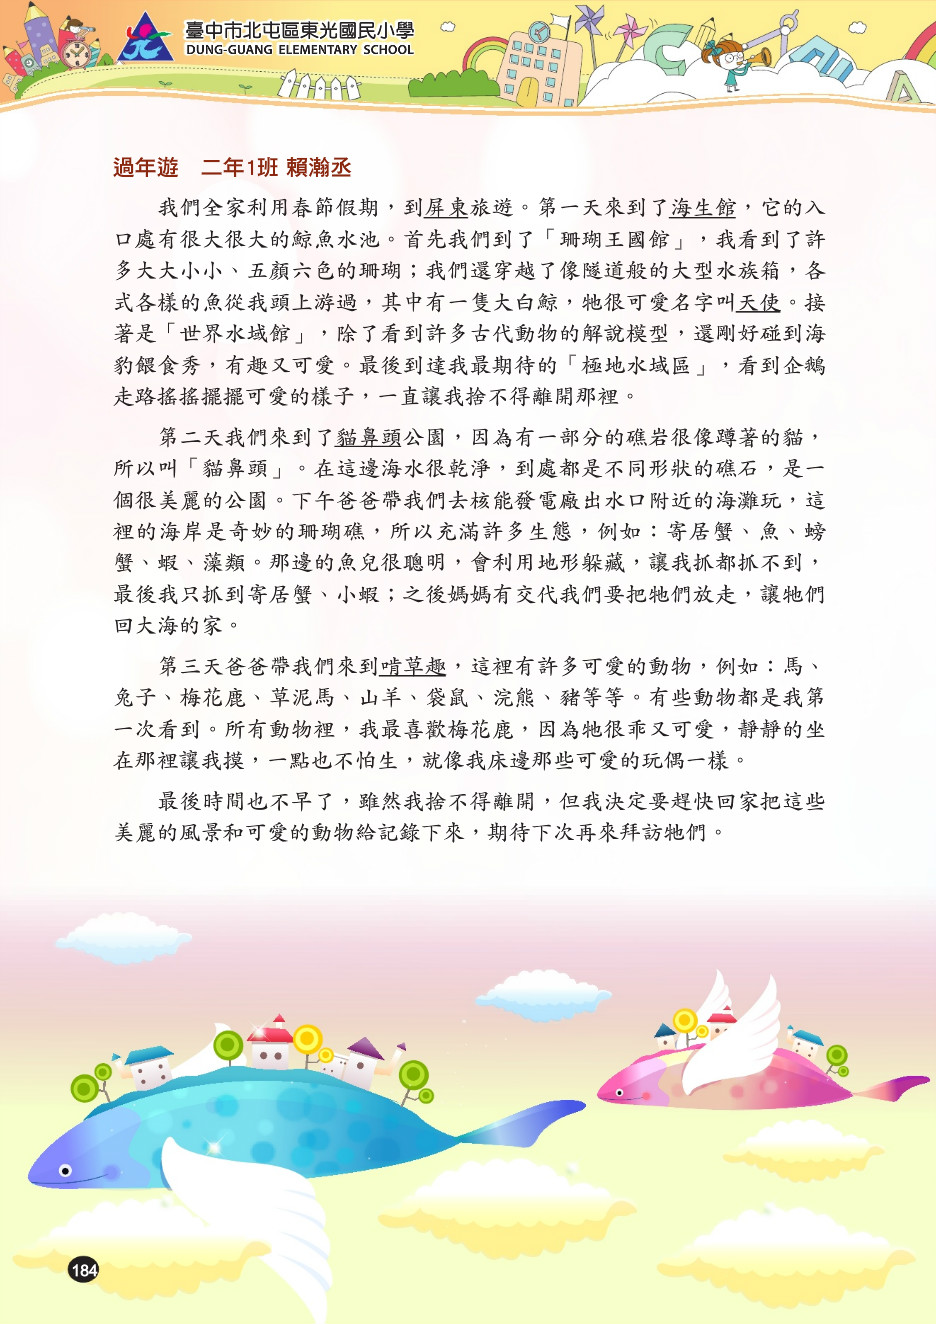 臺中市北屯區東光國民小學
DUNG-GUANG ELEMENTARY SCHOOL
過年遊　二年1班 賴瀚丞
我們全家利用春節假期，到屏東旅遊。第一天來到了海生館，它的入
口處有很大很大的鯨魚水池。首先我們到了「珊瑚王國館」，我看到了許
多大大小小、五顏六色的珊瑚；我們還穿越了像隧道般的大型水族箱，各
式各樣的魚從我頭上游過，其中有一隻大白鯨，牠很可愛名字叫天使。接
著是「世界水域館」，除了看到許多古代動物的解說模型，還剛好碰到海
豹餵食秀，有趣又可愛。最後到達我最期待的「極地水域區」，看到企鵝
走路搖搖擺擺可愛的樣子，一直讓我捨不得離開那裡。
第二天我們來到了貓鼻頭公園，因為有一部分的礁岩很像蹲著的貓，
所以叫「貓鼻頭」。在這邊海水很乾淨，到處都是不同形狀的礁石，是一
個很美麗的公園。下午爸爸帶我們去核能發電廠出水口附近的海灘玩，這
裡的海岸是奇妙的珊瑚礁，所以充滿許多生態，例如：寄居蟹、魚、螃
蟹、蝦、藻類。那邊的魚兒很聰明，會利用地形躲藏，讓我抓都抓不到，
最後我只抓到寄居蟹、小蝦；之後媽媽有交代我們要把牠們放走，讓牠們
回大海的家。
第三天爸爸帶我們來到啃草趣，這裡有許多可愛的動物，例如：馬、
兔子、梅花鹿、草泥馬、山羊、袋鼠、浣熊、豬等等。有些動物都是我第
一次看到。所有動物裡，我最喜歡梅花鹿，因為牠很乖又可愛，靜靜的坐
在那裡讓我摸，一點也不怕生，就像我床邊那些可愛的玩偶一樣。
最後時間也不早了，雖然我捨不得離開，但我決定要趕快回家把這些
美麗的風景和可愛的動物給記錄下來，期待下次再來拜訪牠們。
184